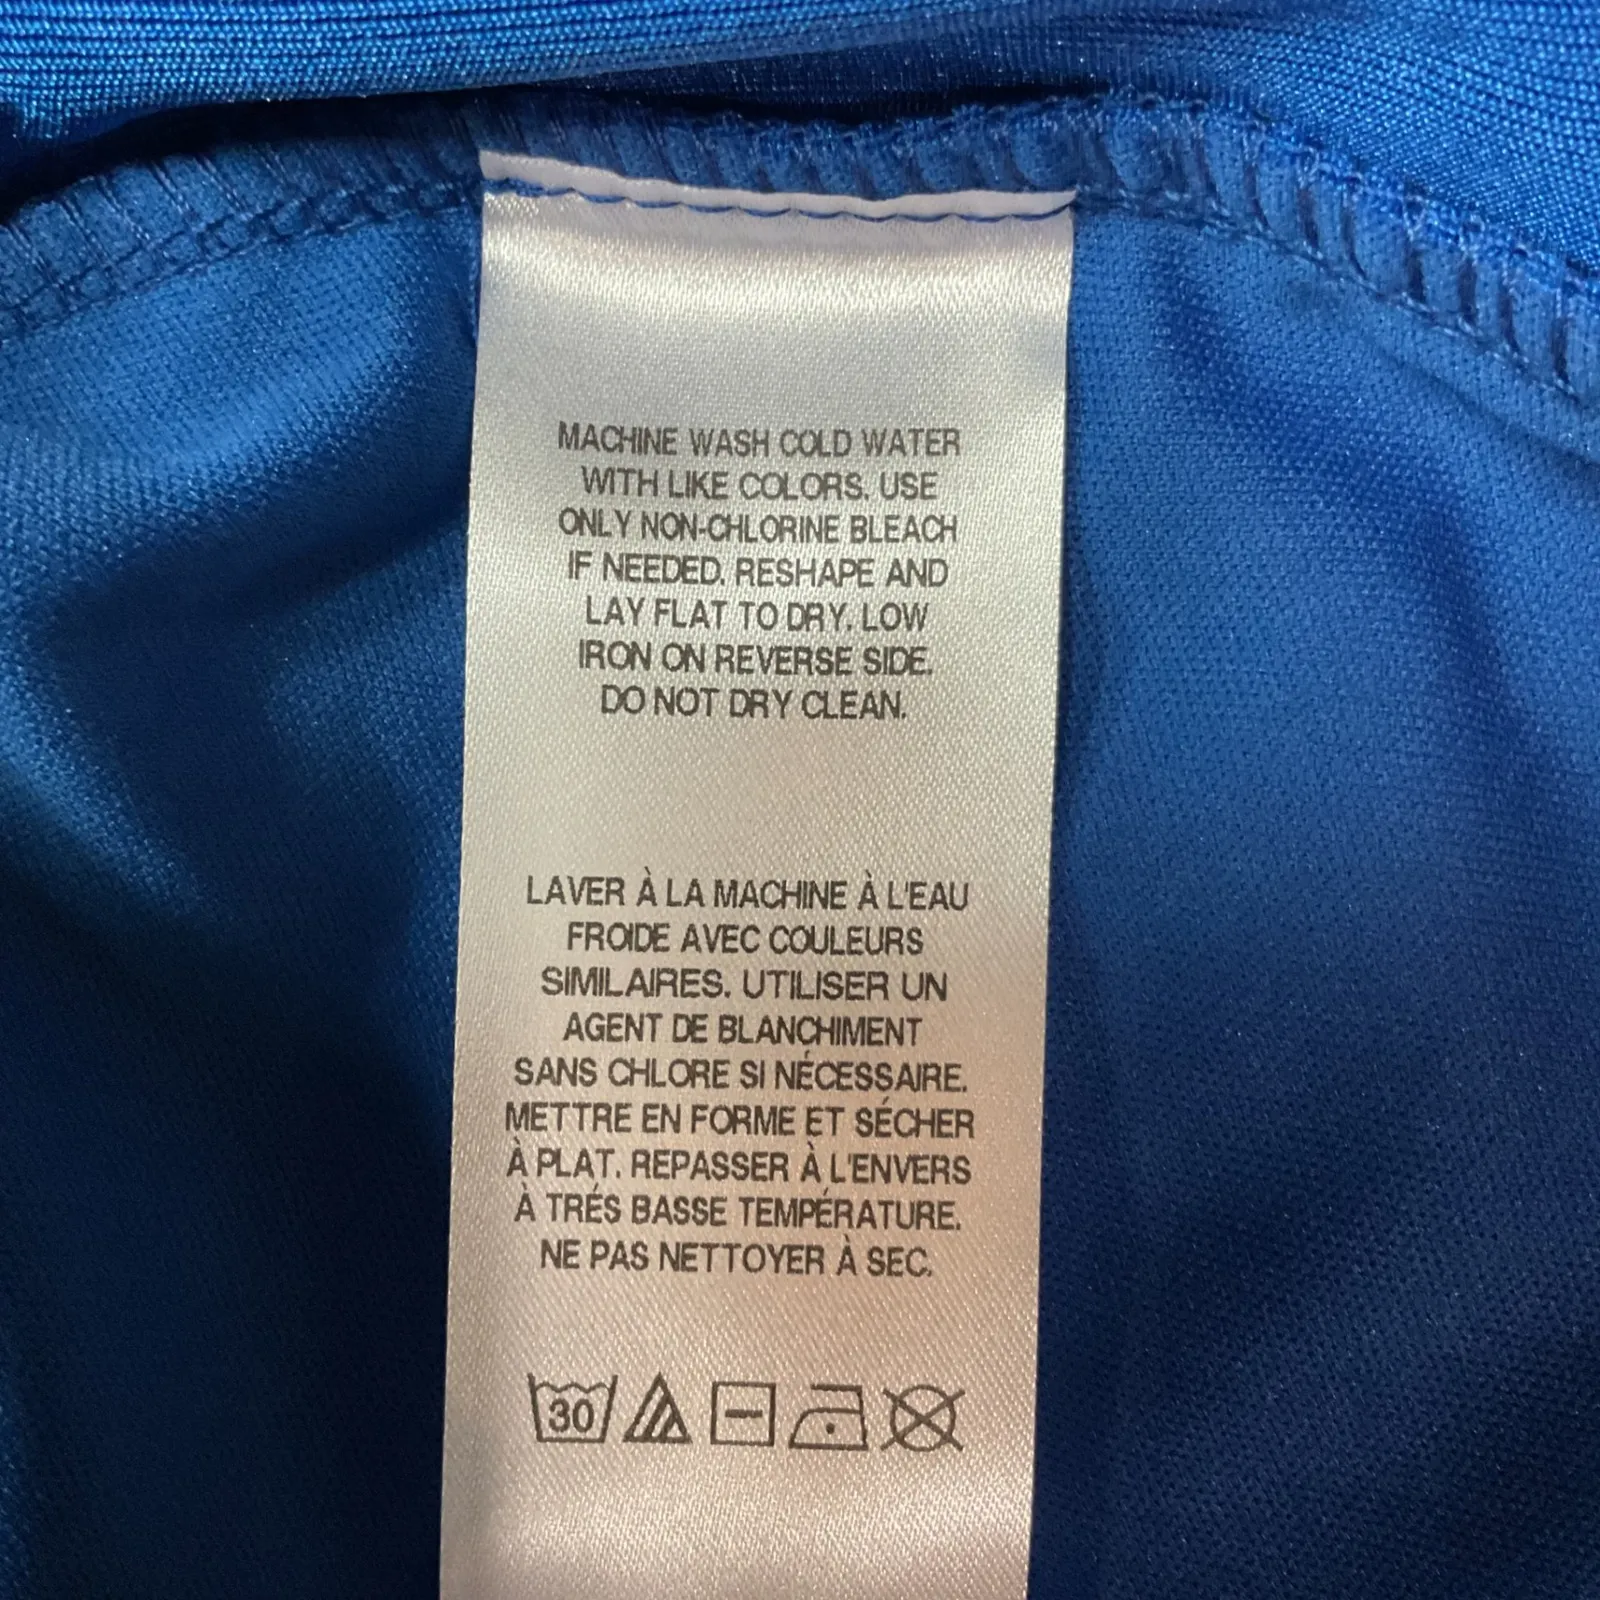 MACHINE WASH COLD WATER
WITH LIKE COLORS. USE
ONLY NON-CHLORINE BLEACH
IF NEEDED. RESHAPE AND
LAY FLAT TO DRY. LOW
IRON ON REVERSE SIDE.
DO NOT DRY CLEAN.
LAVER À LA MACHINE À L'EAU
FROIDE AVEC COULEURS
SIMILAIRES. UTILISER UN
AGENT DE BLANCHIMENT
SANS CHLORE SI NÉCESSAIRE.
METTRE EN FORME ET SÉCHER
À PLAT. REPASSER À L'ENVERS
À TRÉS BASSE TEMPÉRATURE.
NE PAS NETTOYER À SEC.
30